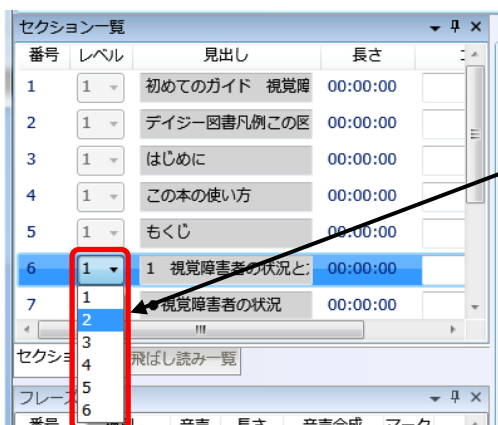 セクション一覧
番号 レベル 見出し 長さ
1 1 初めてのガイド 視覚障 00:00:00
2 1 デイジー図書凡例この図 00:00:00
3 1 はじめに 00:00:00
4 1 この本の使い方 00:00:00
5 1 もくじ 00:00:00
6 1 1 視覚障害者の状況と 00:00:00
7 ●視覚障害者の状況 00:00:00
1
2
3
4
5
6
セクシ 飛ばし読み一覧
フレーズ
番号 音声 長さ 音声合成 マーク